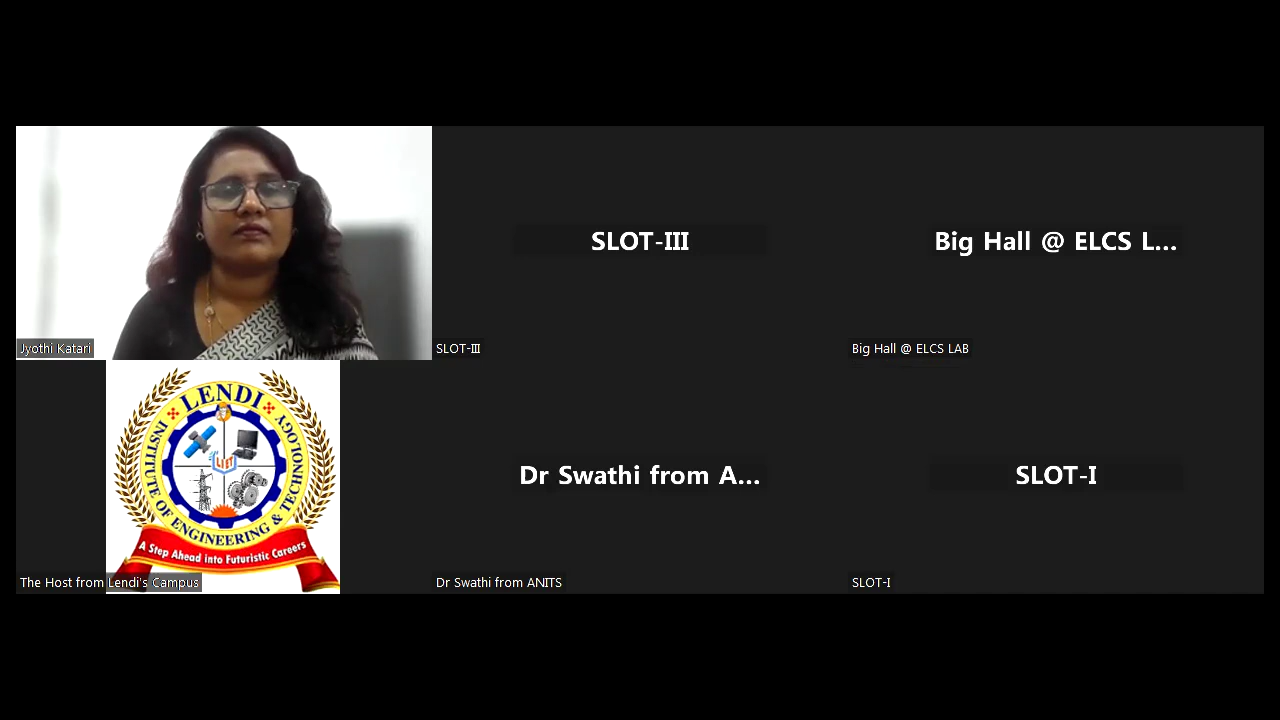 SLOT-III
Big Hall @ ELCS L...
Jyothi Katari
SLOT-III
Big Hall @ ELCS LAB
LENDI
INSTITUTE OF ENGINEERING & TECHNOLOGY
LIET
A Step Ahead into Futuristic Careers
Dr Swathi from A...
SLOT-I
The Host from Lendi's Campus
Dr Swathi from ANITS
SLOT-I